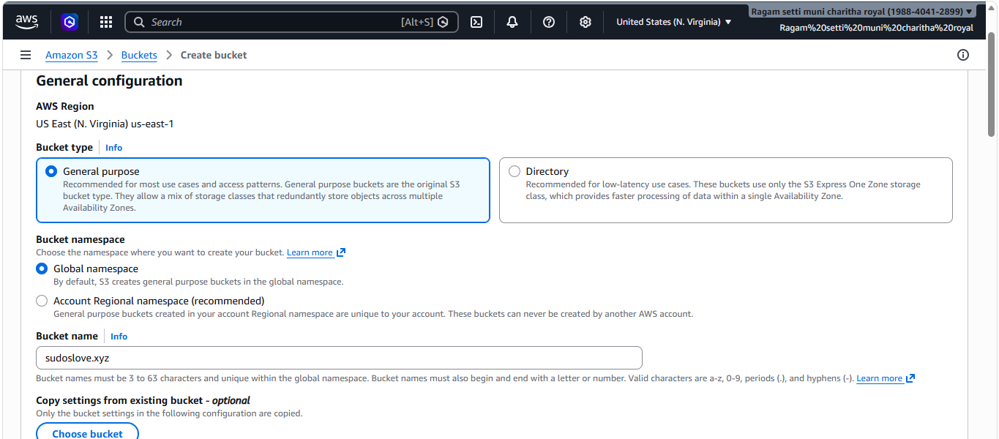 aws
Search [Alt+S]
United States (N. Virginia)
Ragam setti muni charitha royal (1988-4041-2899)
Ragam%20setti%20muni%20charitha%20royal
Amazon S3 > Buckets > Create bucket
General configuration
AWS Region
US East (N. Virginia) us-east-1
Bucket type Info
General purpose
Recommended for most use cases and access patterns. General purpose buckets are the original S3
bucket type. They allow a mix of storage classes that redundantly store objects across multiple
Availability Zones.
Directory
Recommended for low-latency use cases. These buckets use only the S3 Express One Zone storage
class, which provides faster processing of data within a single Availability Zone.
Bucket namespace
Choose the namespace where you want to create your bucket. Learn more
Global namespace
By default, S3 creates general purpose buckets in the global namespace.
Account Regional namespace (recommended)
General purpose buckets created in your account Regional namespace are unique to your account. These buckets can never be created by another AWS account.
Bucket name Info
sudoslove.xyz
Bucket names must be 3 to 63 characters and unique within the global namespace. Bucket names must also begin and end with a letter or number. Valid characters are a-z, 0-9, periods (.), and hyphens (-). Learn more
Copy settings from existing bucket - optional
Only the bucket settings in the following configuration are copied.
Choose bucket